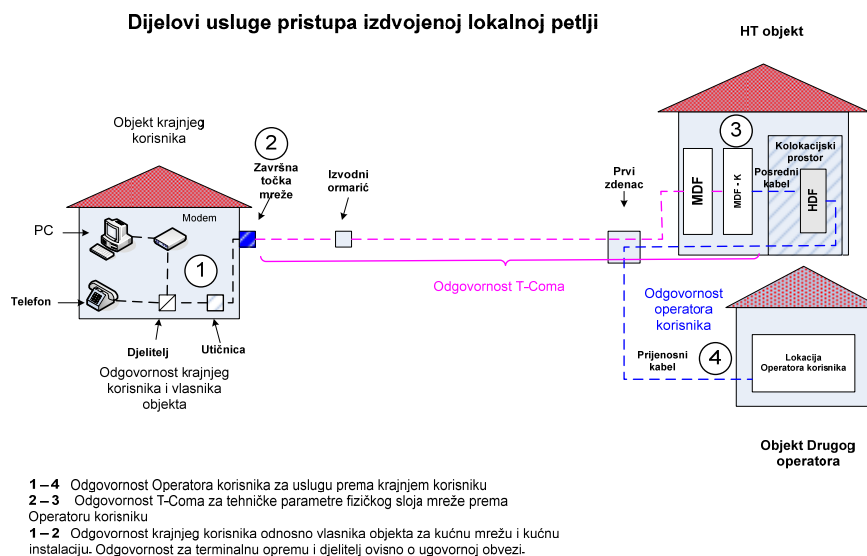 Dijelovi usluge pristupa izdvojenoj lokalnoj petlji
HT objekt
Objekt krajnjeg
korisnika
2
Završna
točka
mreže
Izvodni
ormarić
Prvi
zdenac
3
Kolokacijski
prostor
Posredni
kabel
MDF
MDF - K
HDF
PC
Modem
1
Telefon
Djelitelj
Utičnica
Odgovornost krajnjeg
korisnika i vlasnika
objekta
Odgovornost T-Coma
Odgovornost
operatora
korisnika
Prijenosni
kabel
4
Lokacija
Operatora korisnika
Objekt Drugog
operatora
1 – 4 Odgovornost Operatora korisnika za uslugu prema krajnjem korisniku
2 – 3 Odgovornost T-Coma za tehničke parametre fizičkog sloja mreže prema
Operatoru korisniku
1 – 2 Odgovornost krajnjeg korisnika odnosno vlasnika objekta za kućnu mrežu i kućnu
instalaciju. Odgovornost za terminalnu opremu i djelitelj ovisno o ugovornoj obvezi.